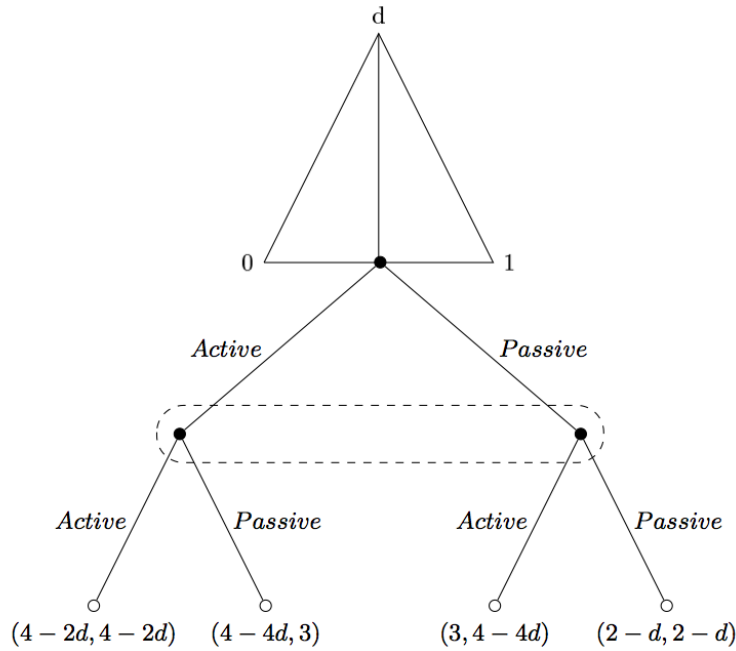 d
0 1
Active Passive
Active Passive Active Passive
(4 − 2d, 4 − 2d) (4 − 4d, 3) (3, 4 − 4d) (2 − d, 2 − d)